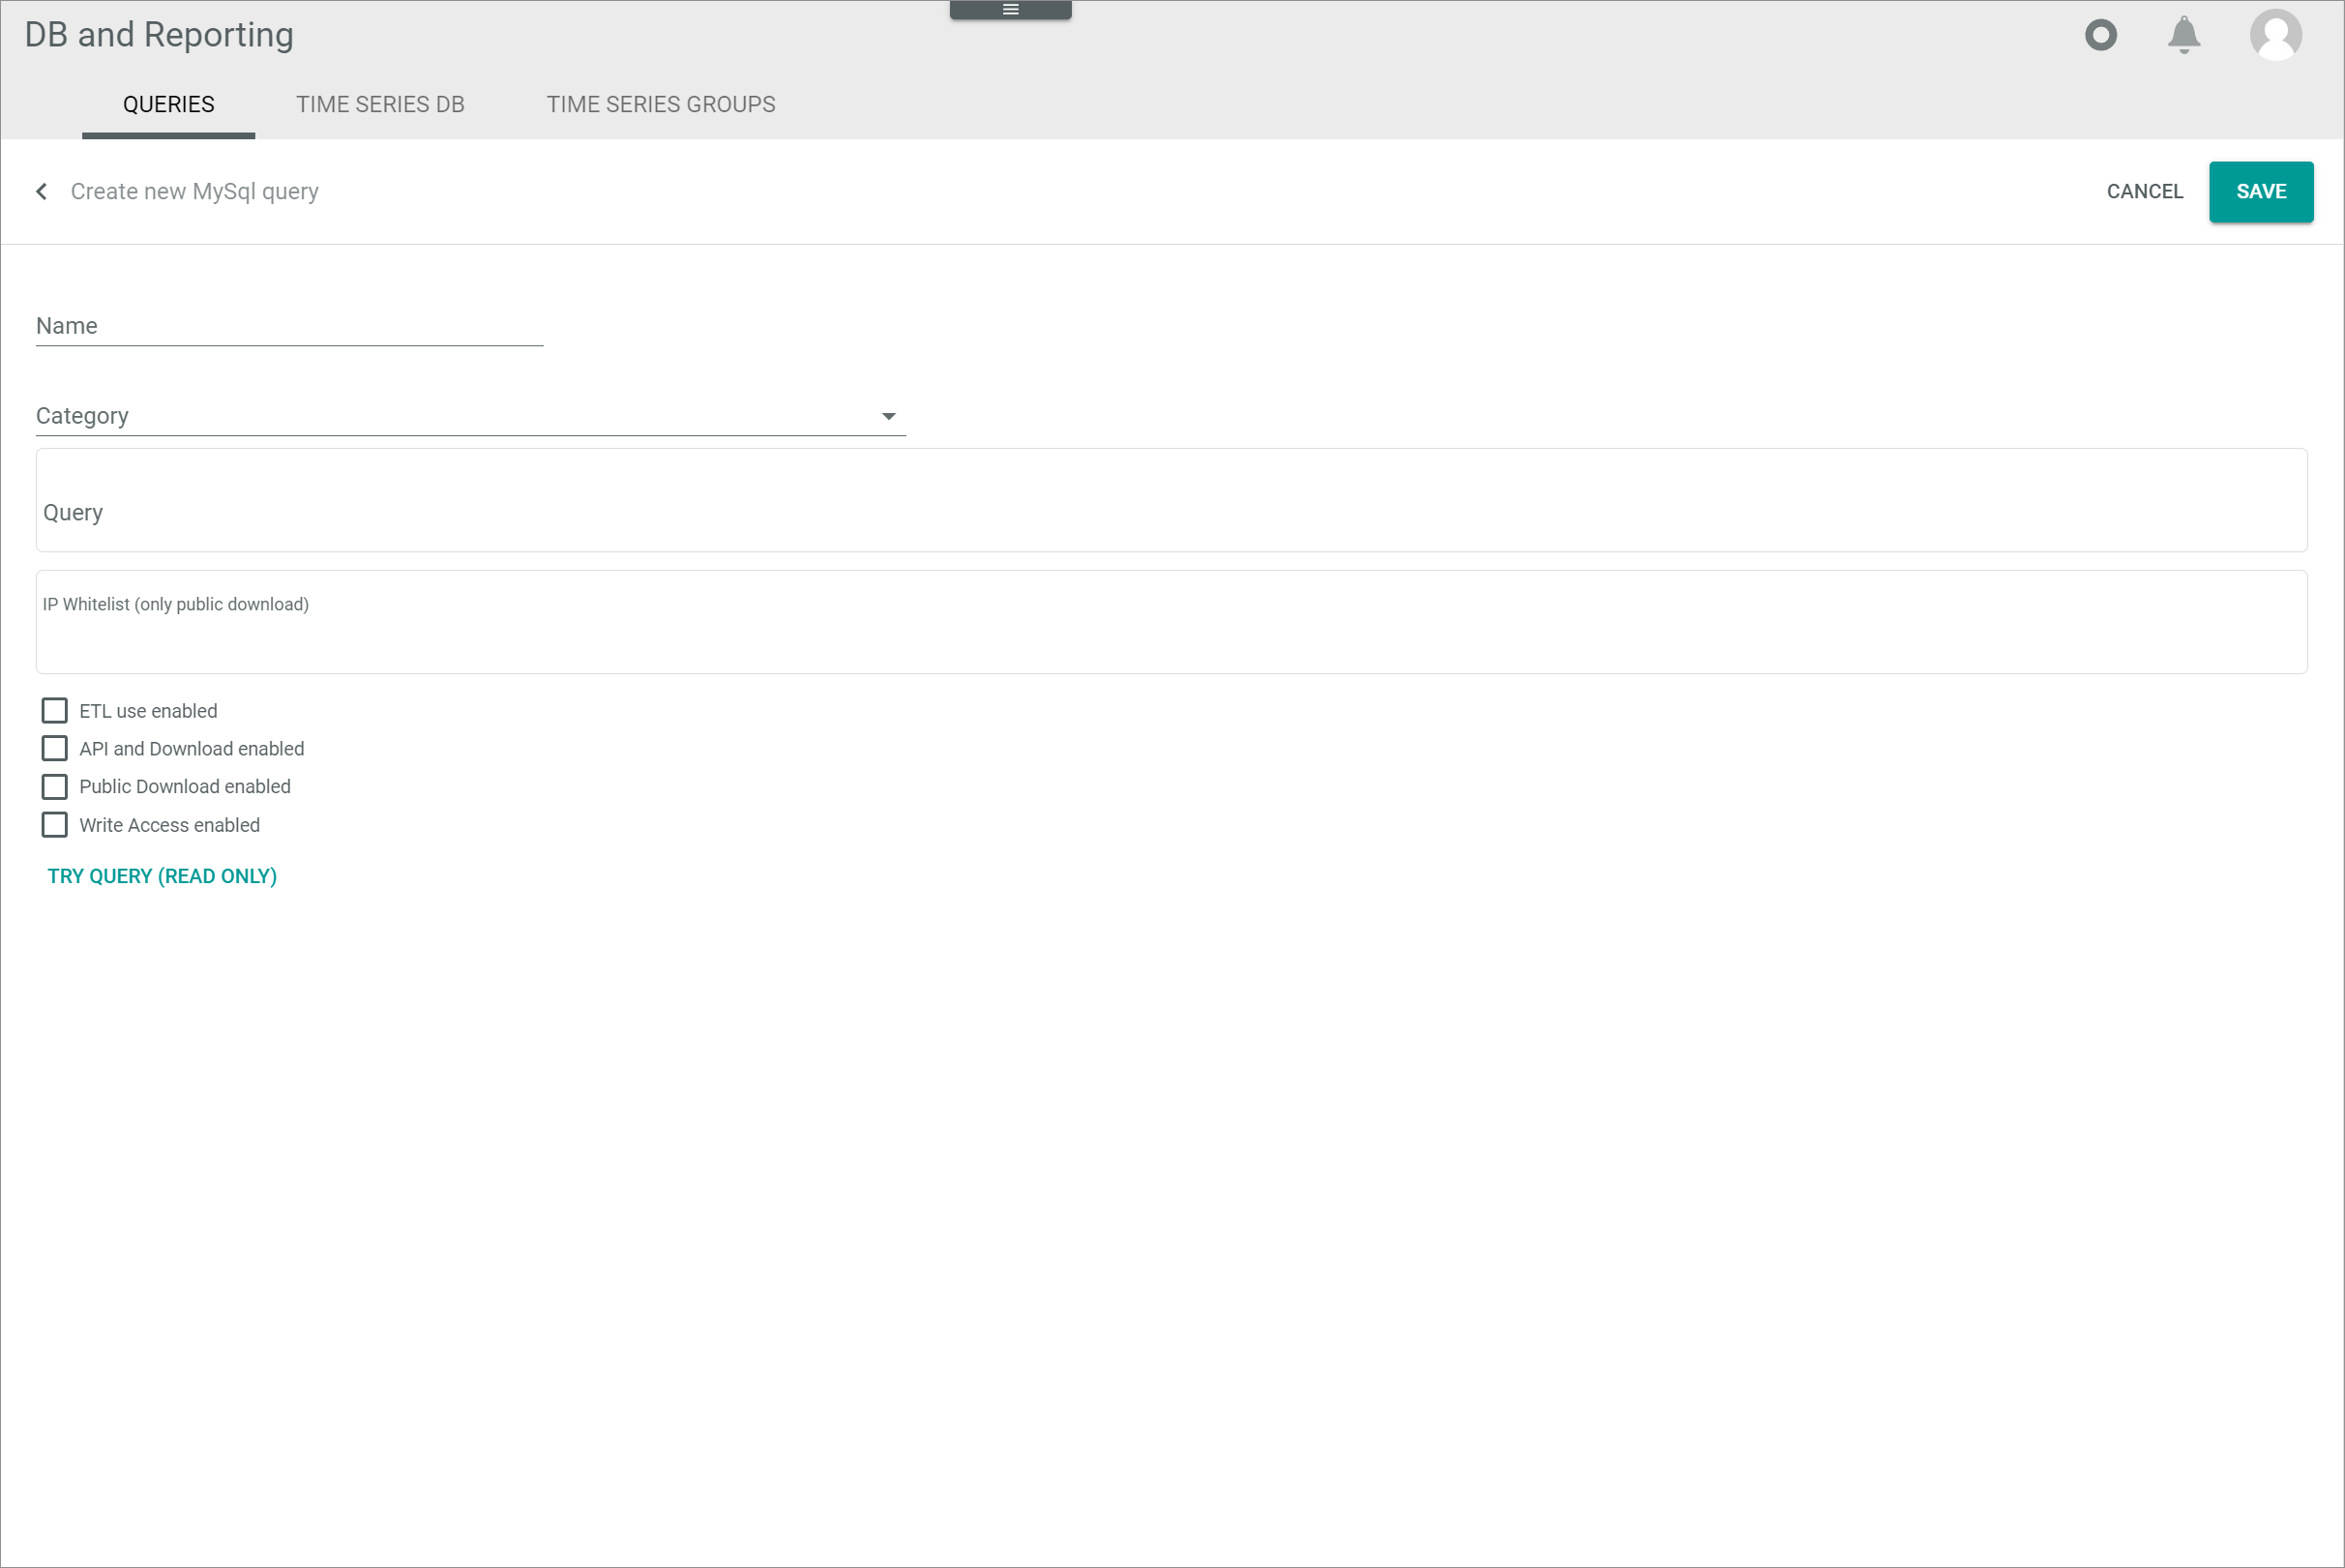 DB and Reporting
QUERIES TIME SERIES DB TIME SERIES GROUPS
Create new MySql query CANCEL SAVE
Name
Category
Query
IP Whitelist (only public download)
ETL use enabled
API and Download enabled
Public Download enabled
Write Access enabled
TRY QUERY (READ ONLY)